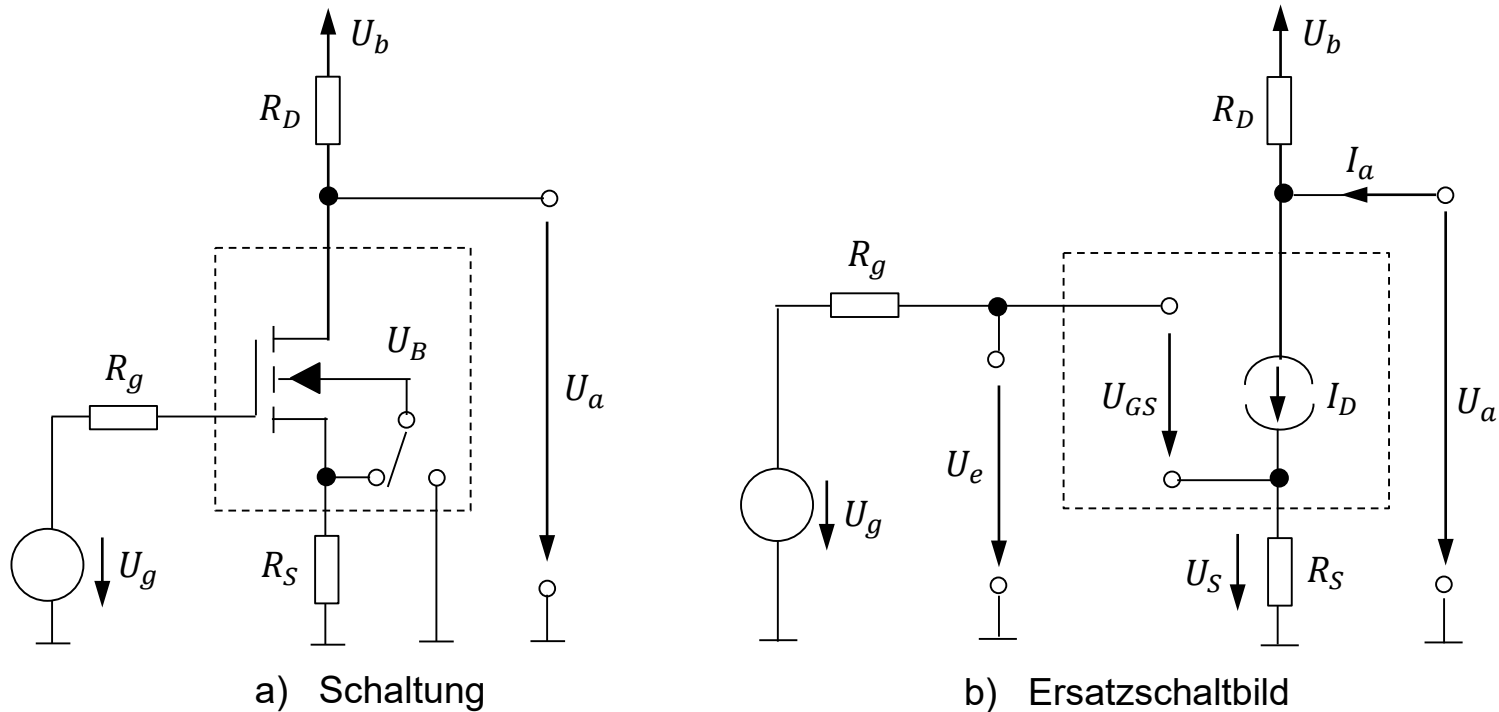 U_b
R_D
U_B
R_g
U_a
U_g
R_S
a) Schaltung
U_b
R_D
I_a
R_g
U_GS
I_D
U_a
U_e
U_g
U_S
R_S
b) Ersatzschaltbild